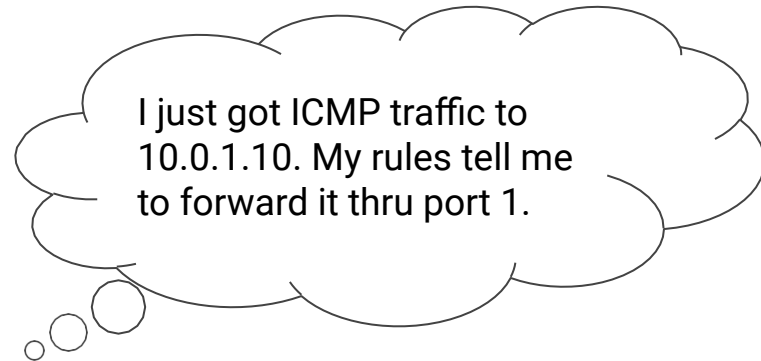 I just got ICMP traffic to
10.0.1.10. My rules tell me
to forward it thru port 1.